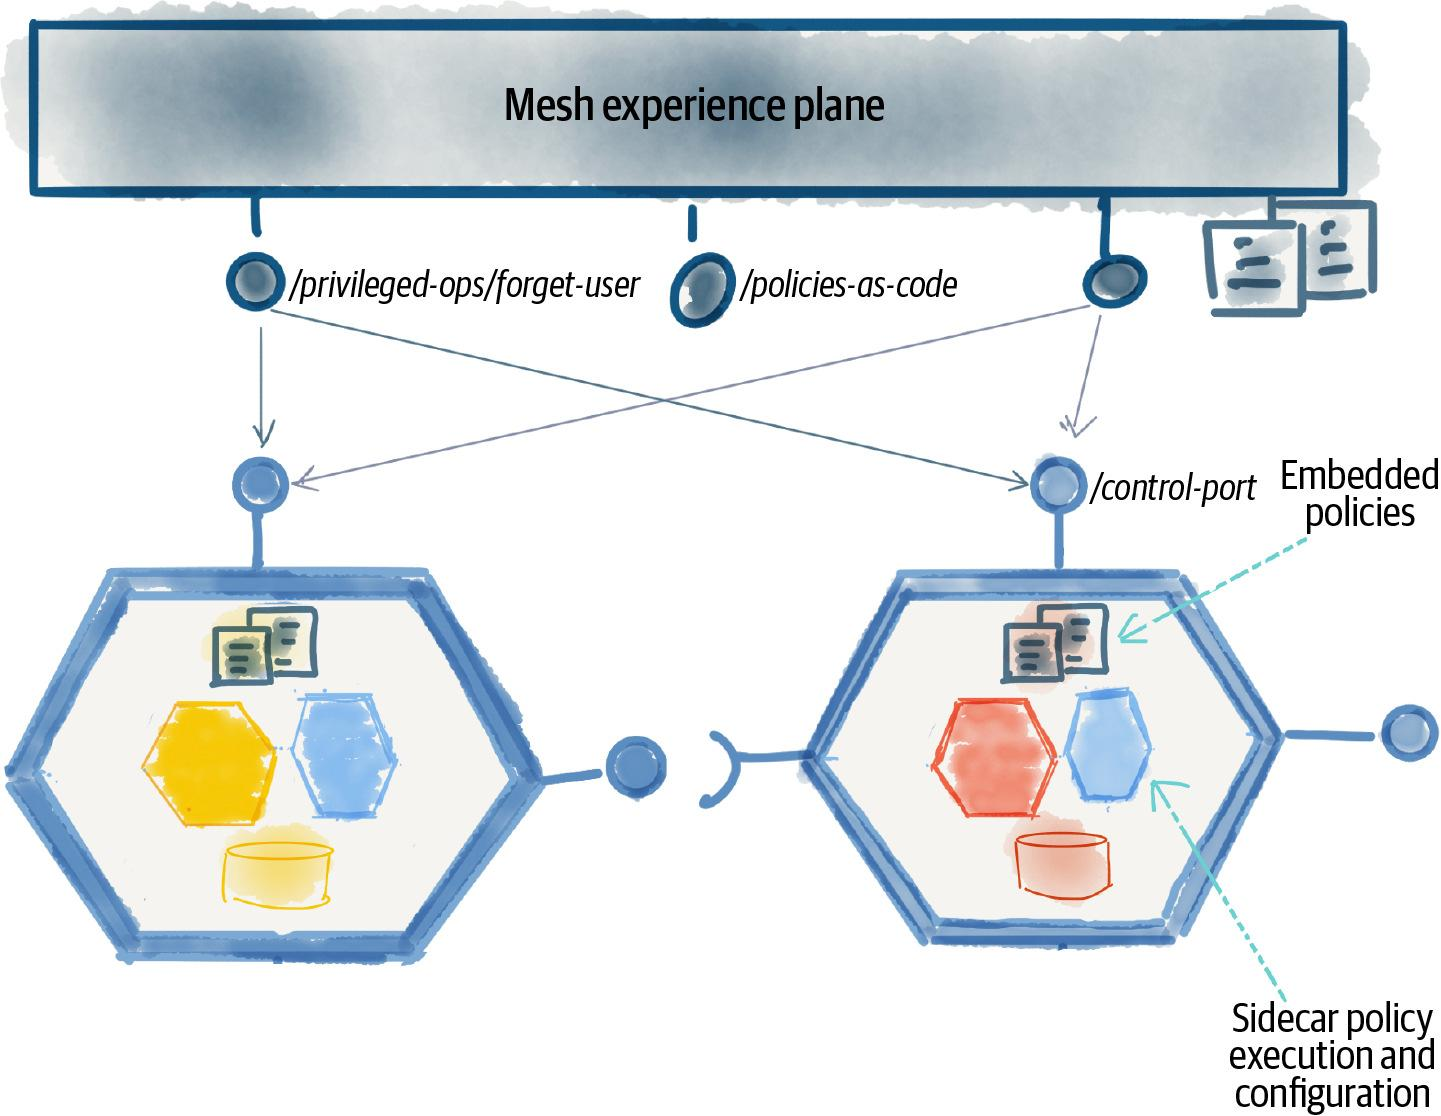 Mesh experience plane
/privileged-ops/forget-user
/policies-as-code
/control-port
Embedded
policies
Sidecar policy
execution and
configuration